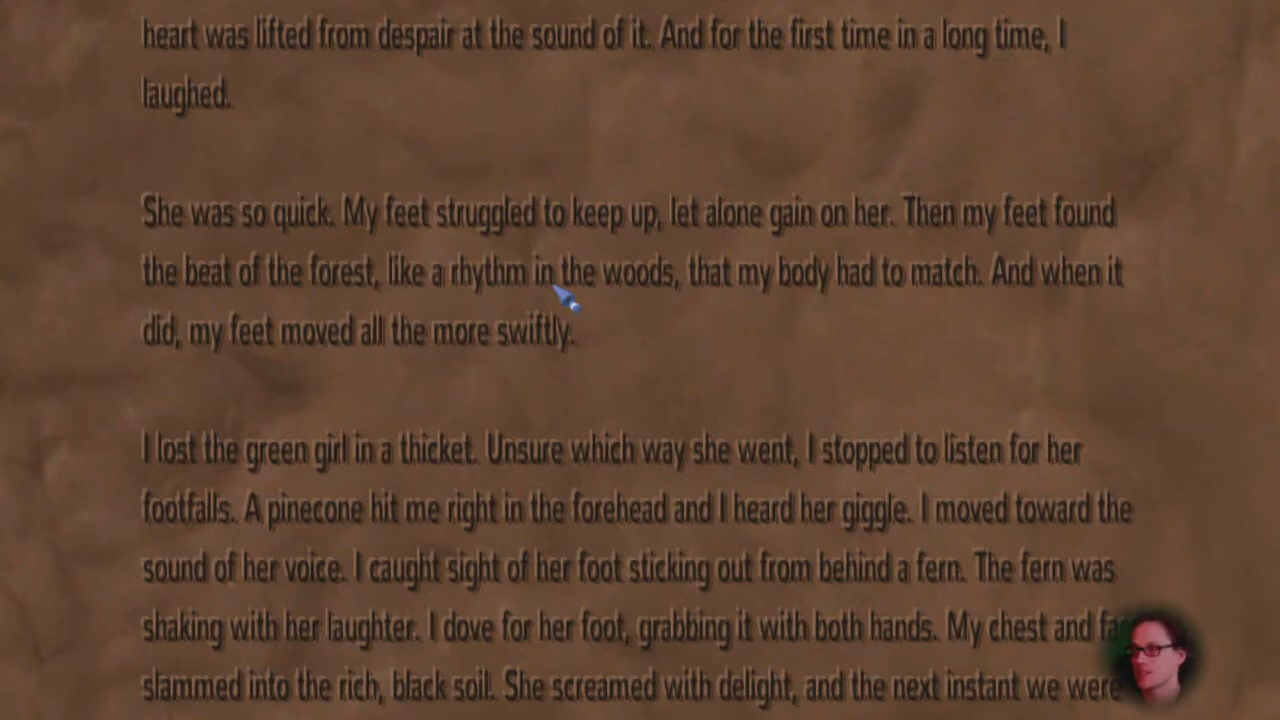 heart was lifted from despair at the sound of it. And for the first time in a long time, I
laughed.
She was so quick. My feet struggled to keep up, let alone gain on her. Then my feet found
the beat of the forest, like a rhythm in the woods, that my body had to match. And when it
did, my feet moved all the more swiftly.
I lost the green girl in a thicket. Unsure which way she went, I stopped to listen for her
footfalls. A pinecone hit me right in the forehead and I heard her giggle. I moved toward the
sound of her voice. I caught sight of her foot sticking out from behind a fern. The fern was
shaking with her laughter. I dove for her foot, grabbing it with both hands. My chest and
slammed into the rich, black soil. She screamed with delight, and the next instant we were